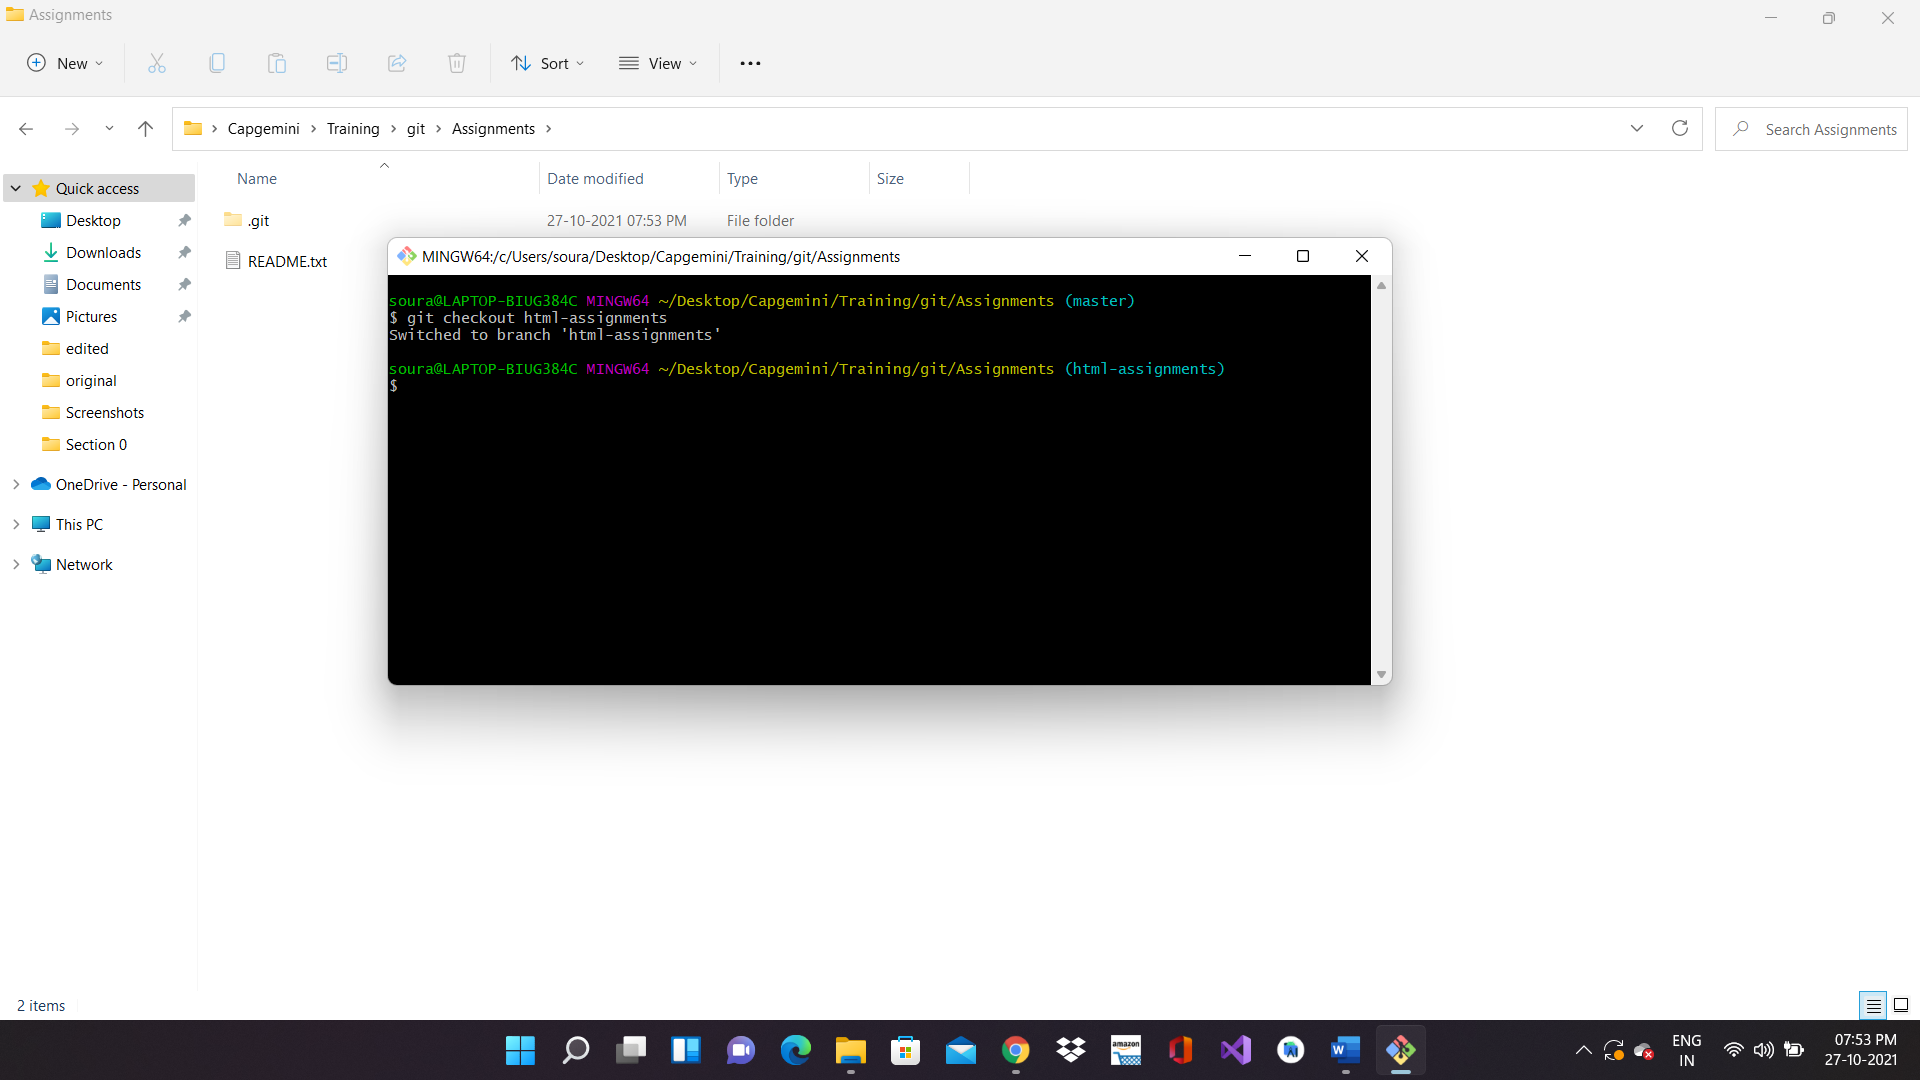 Assignments
New
Sort
View
Capgemini > Training > git > Assignments >
Search Assignments
Name
Date modified
Type
Size
Quick access
Desktop
Downloads
Documents
Pictures
edited
original
Screenshots
Section 0
OneDrive - Personal
This PC
Network
.git 27-10-2021 07:53 PM File folder
README.txt
MINGW64:/c/Users/soura/Desktop/Capgemini/Training/git/Assignments
soura@LAPTOP-BIUG384C MINGW64 ~/Desktop/Capgemini/Training/git/Assignments (master)
$ git checkout html-assignments
Switched to branch 'html-assignments'
soura@LAPTOP-BIUG384C MINGW64 ~/Desktop/Capgemini/Training/git/Assignments (html-assignments)
$
2 items
amazon
ENG
IN
07:53 PM
27-10-2021